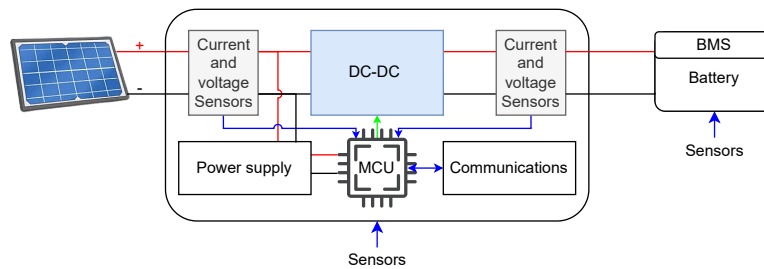 +
-
Current
and
voltage
Sensors
DC-DC
Current
and
voltage
Sensors
BMS
Battery
Sensors
Power supply
MCU
Communications
Sensors